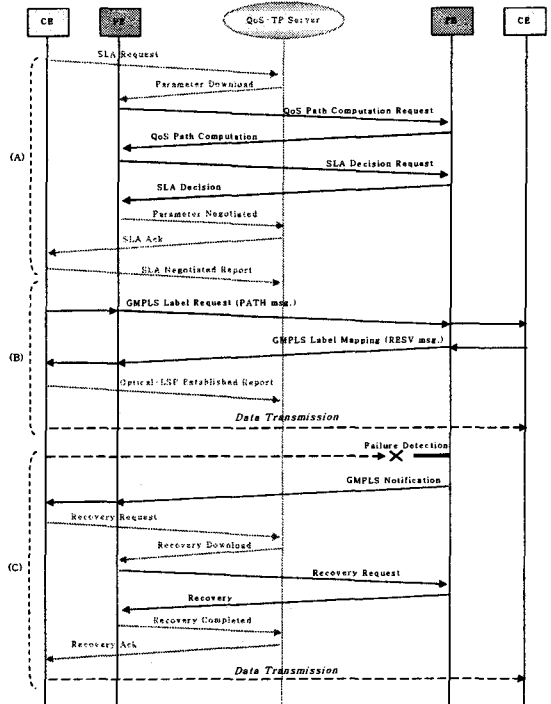 CE
PE
QoS-TP Server
PE
CE
SLA Request
Parameter Download
QoS Path Computation Request
QoS Path Computation
(A)
SLA Decision Request
SLA Decision
Parameter Negotiated
SLA Ack
SLA Negotiated Report
GMPLS Label Request (PATH msg.)
GMPLS Label Mapping (RESV msg.)
(B)
Optical-LSP Established Report
Data Transmission
Failure Detection
GMPLS Notification
Recovery Request
Recovery Download
(C)
Recovery Request
Recovery
Recovery Completed
Recovery Ack
Data Transmission